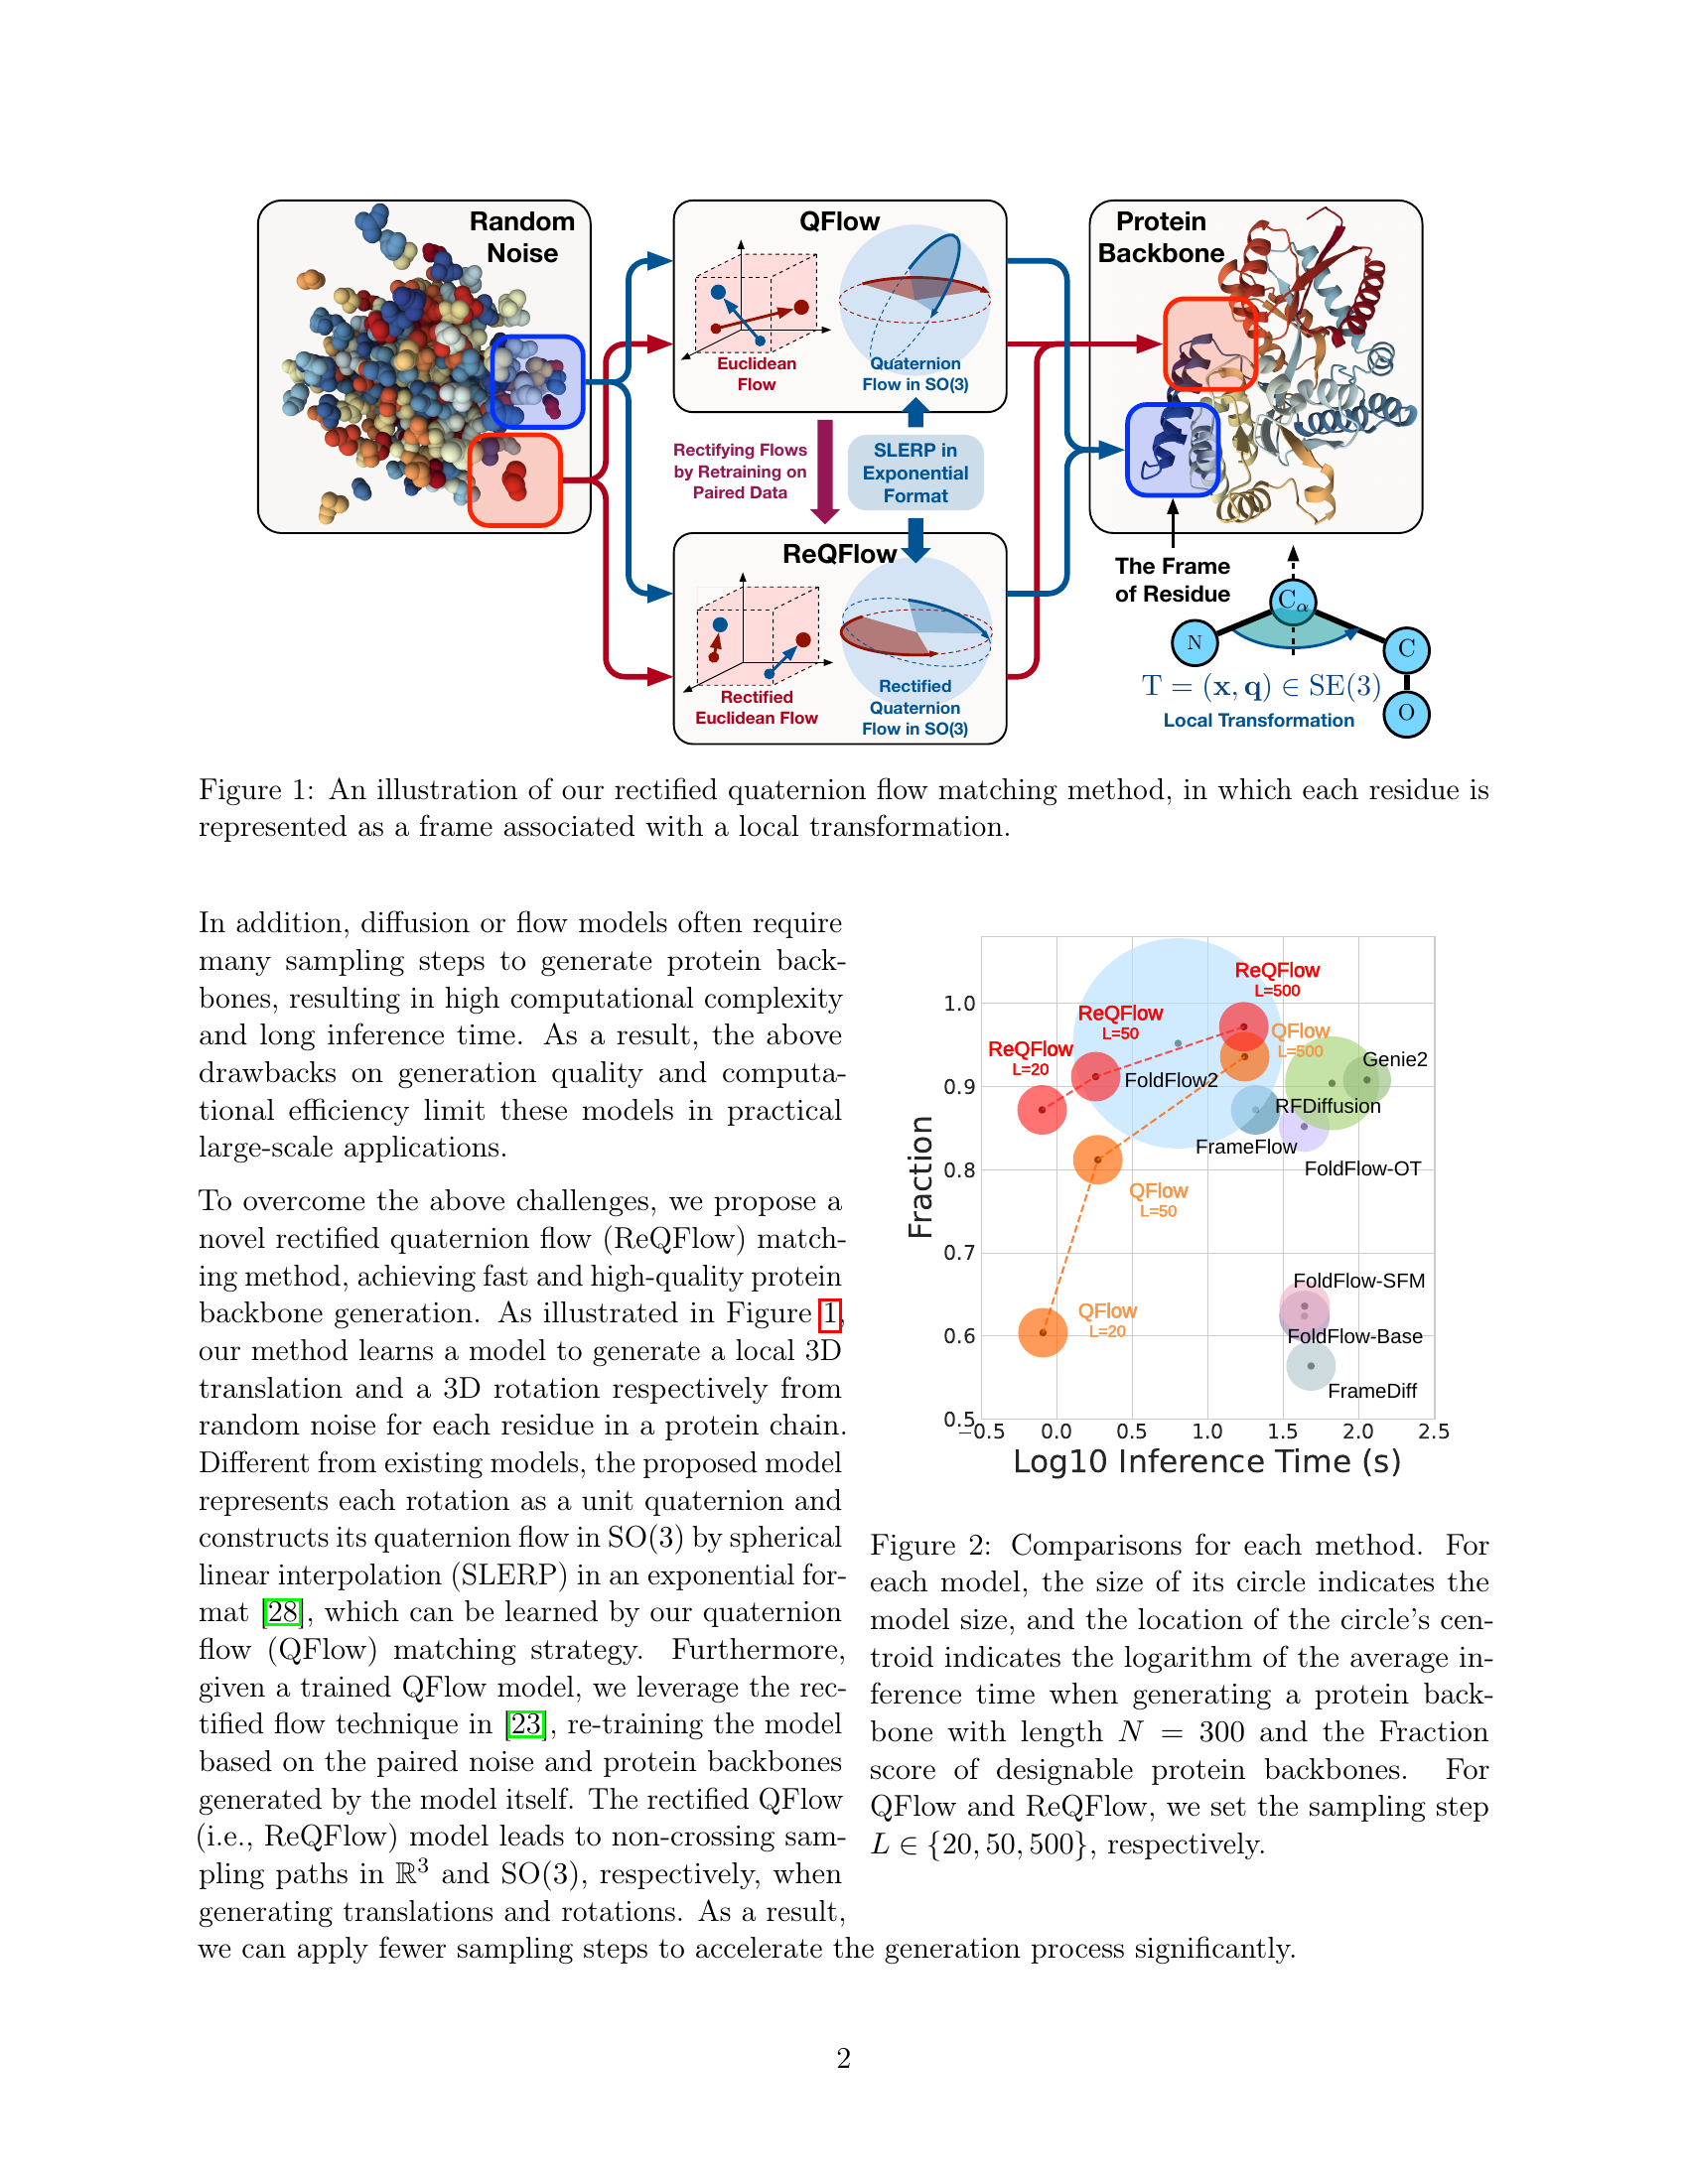 Random
Noise
QFlow
Euclidean
Flow
Quaternion
Flow in SO(3)
Protein
Backbone
Rectifying Flows
by Retraining on
Paired Data
SLERP in
Exponential
Format
ReQFlow
Rectified
Euclidean Flow
Rectified
Quaternion
Flow in SO(3)
The Frame
of Residue
N
Cα
C
O
T = (x, q) ∈ SE(3)
Local Transformation
Figure 1: An illustration of our rectified quaternion flow matching method, in which each residue is
represented as a frame associated with a local transformation.
In addition, diffusion or flow models often require
many sampling steps to generate protein back-
bones, resulting in high computational complexity
and long inference time. As a result, the above
drawbacks on generation quality and computa-
tional efficiency limit these models in practical
large-scale applications.
To overcome the above challenges, we propose a
novel rectified quaternion flow (ReQFlow) match-
ing method, achieving fast and high-quality protein
backbone generation. As illustrated in Figure 1,
our method learns a model to generate a local 3D
translation and a 3D rotation respectively from
random noise for each residue in a protein chain.
Different from existing models, the proposed model
represents each rotation as a unit quaternion and
constructs its quaternion flow in SO(3) by spherical
linear interpolation (SLERP) in an exponential for-
mat [28], which can be learned by our quaternion
flow (QFlow) matching strategy. Furthermore,
given a trained QFlow model, we leverage the rec-
tified flow technique in [23], re-training the model
based on the paired noise and protein backbones
generated by the model itself. The rectified QFlow
(i.e., ReQFlow) model leads to non-crossing sam-
pling paths in ℝ³ and SO(3), respectively, when
generating translations and rotations. As a result,
we can apply fewer sampling steps to accelerate the generation process significantly.
Fraction
1.0
0.9
0.8
0.7
0.6
0.5
−0.5
0.0
0.5
1.0
1.5
2.0
2.5
Log10 Inference Time (s)
ReQFlow
L=500
ReQFlow
L=50
ReQFlow
L=20
QFlow
L=500
Genie2
FoldFlow2
RFDiffusion
FrameFlow
FoldFlow-OT
QFlow
L=50
FoldFlow-SFM
QFlow
L=20
FoldFlow-Base
FrameDiff
Figure 2: Comparisons for each method. For
each model, the size of its circle indicates the
model size, and the location of the circle's cen-
troid indicates the logarithm of the average in-
ference time when generating a protein back-
bone with length N = 300 and the Fraction
score of designable protein backbones. For
QFlow and ReQFlow, we set the sampling step
L ∈ {20, 50, 500}, respectively.
2